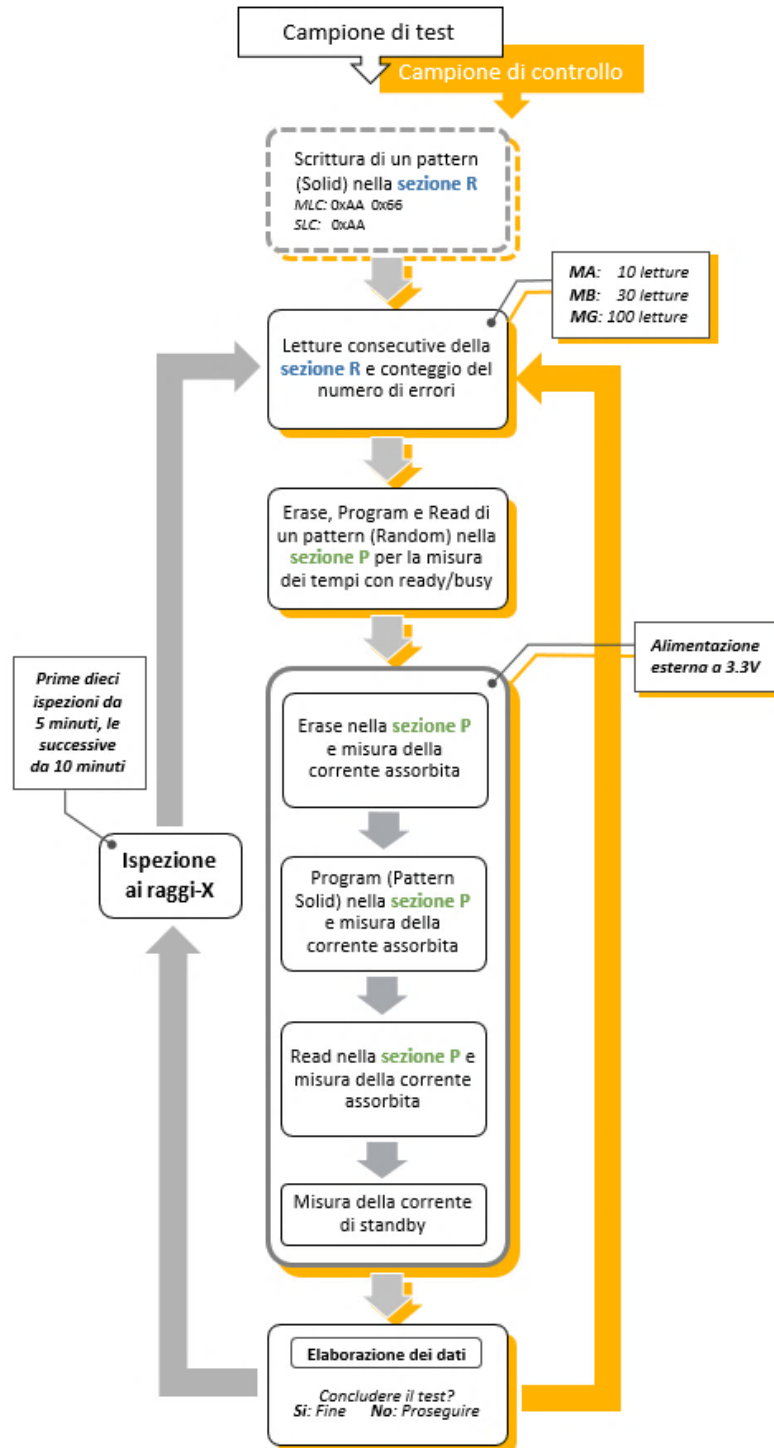 Campione di test
Campione di controllo
Scrittura di un pattern
(Solid) nella sezione R
MLC: 0xAA 0x66
SLC: 0xAA
MA: 10 letture
MB: 30 letture
MG: 100 letture
Letture consecutive della
sezione R e conteggio del
numero di errori
Erase, Program e Read di
un pattern (Random) nella
sezione P per la misura
dei tempi con ready/busy
Alimentazione
esterna a 3.3V
Prime dieci
ispezioni da
5 minuti, le
successive
da 10 minuti
Erase nella sezione P
e misura della
corrente assorbita
Ispezione
ai raggi-X
Program (Pattern
Solid) nella sezione P
e misura della
corrente assorbita
Read nella sezione P e
misura della corrente
assorbita
Misura della corrente
di standby
Elaborazione dei dati
Concludere il test?
Si: Fine No: Proseguire